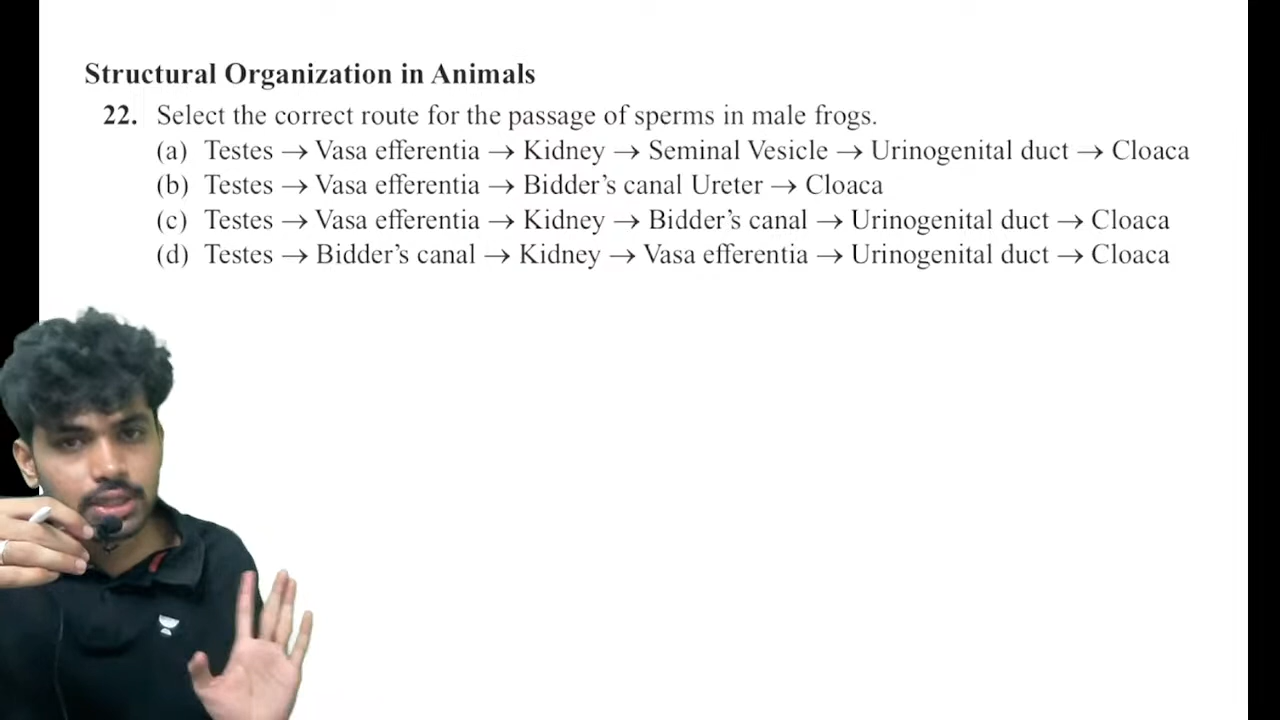 Structural Organization in Animals
22. Select the correct route for the passage of sperms in male frogs.
(a) Testes → Vasa efferentia → Kidney → Seminal Vesicle → Urinogenital duct → Cloaca
(b) Testes → Vasa efferentia → Bidder’s canal Ureter → Cloaca
(c) Testes → Vasa efferentia → Kidney → Bidder’s canal → Urinogenital duct → Cloaca
(d) Testes → Bidder’s canal → Kidney → Vasa efferentia → Urinogenital duct → Cloaca